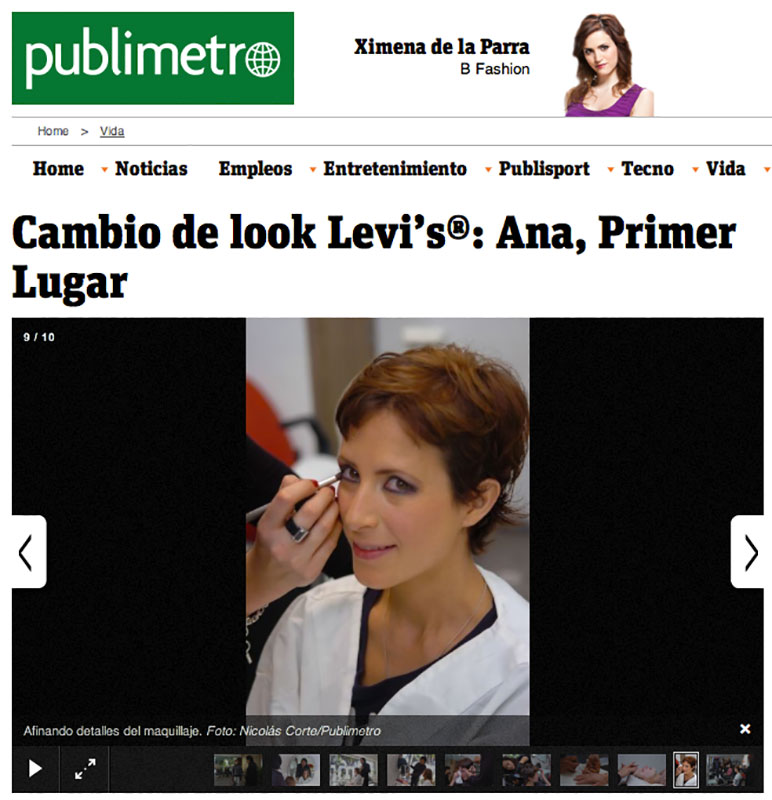 publimetro
Ximena de la Parra
B Fashion
Home > Vida
Home Noticias Empleos Entretenimiento Publisport Tecno Vida
Cambio de look Levi's®: Ana, Primer
Lugar
9 / 10
Afinando detalles del maquillaje. Foto: Nicolás Corte/Publimetro